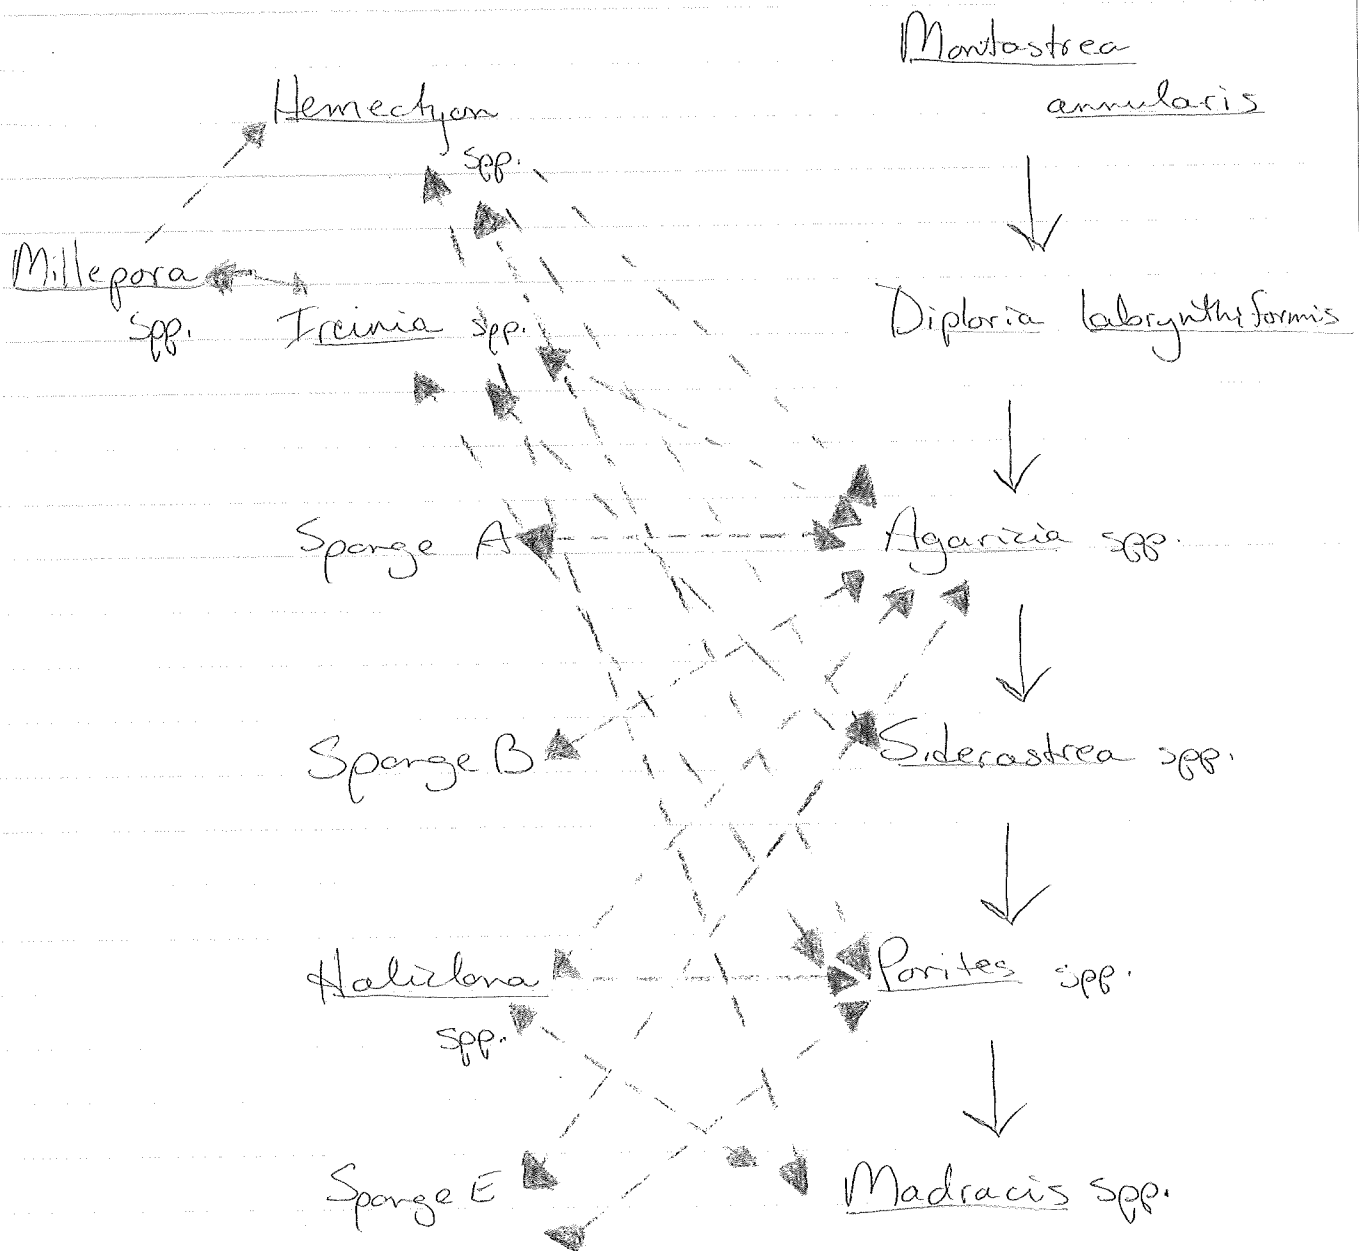 Montastrea
annularis
Hemectyon
spp.
Millepora
spp.
Ircinia spp.
Diploria labrynthiformis
Sponge A
Agaricia spp.
Sponge B
Siderastrea spp.
Haliclona
spp.
Porites spp.
Sponge E
Madracis spp.